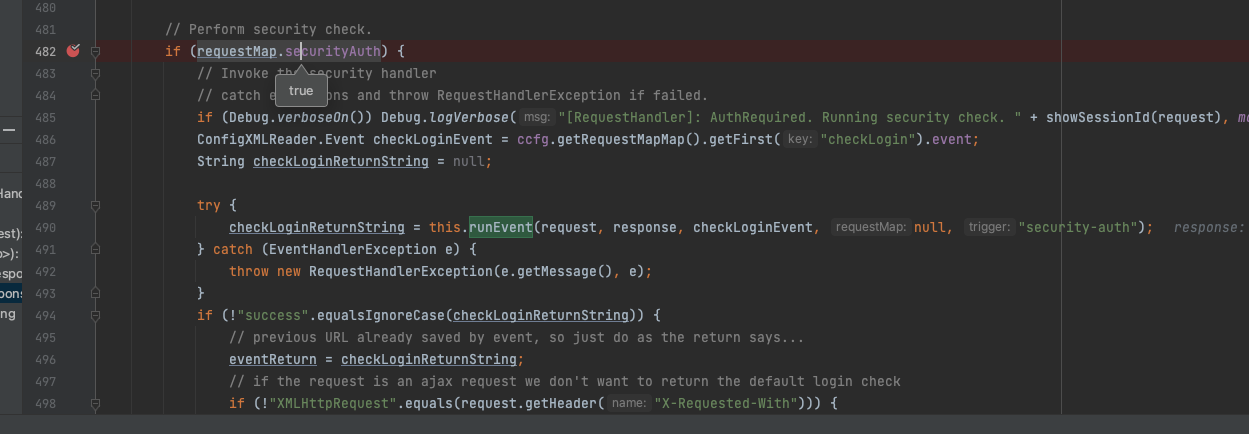 480
481 // Perform security check.
482 if (requestMap.securityAuth) {
483 // Invoke the security handler
true
484 // catch e ons and throw RequestHandlerException if failed.
485 if (Debug.verboseOn()) Debug.logVerbose( msg: "[RequestHandler]: AuthRequired. Running security check. " + showSessionId(request), mo
486 ConfigXMLReader.Event checkLoginEvent = ccfg.getRequestMapMap().getFirst( key: "checkLogin").event;
487 String checkLoginReturnString = null;
488
Hand
489 try {
est):
490 checkLoginReturnString = this.runEvent(request, response, checkLoginEvent, requestMap: null, trigger: "security-auth"); response:
o>):
491 } catch (EventHandlerException e) {
espo
492 throw new RequestHandlerException(e.getMessage(), e);
pons
493 }
ng
494 if (!"success".equalsIgnoreCase(checkLoginReturnString)) {
495 // previous URL already saved by event, so just do as the return says...
496 eventReturn = checkLoginReturnString;
497 // if the request is an ajax request we don't want to return the default login check
498 if (!"XMLHttpRequest".equals(request.getHeader( name: "X-Requested-With"))) {